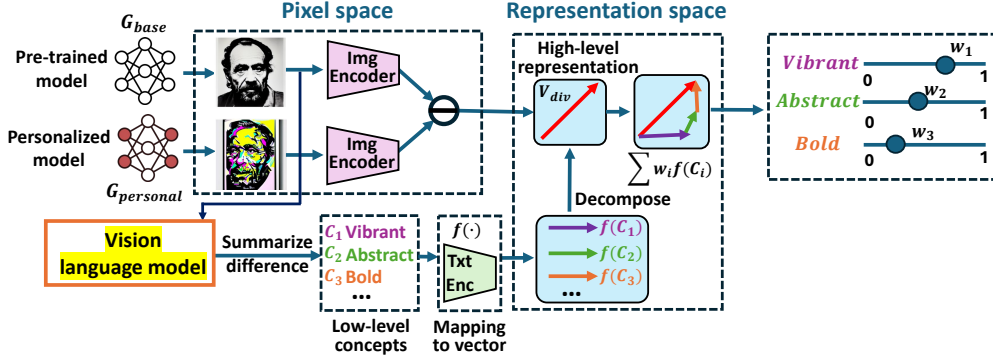 Pixel space
Representation space
G_base
Pre-trained
model
Img
Encoder
High-level
representation
V_div
w_1
Vibrant
0 1
w_2
Abstract
0 1
w_3
Bold
0 1
Personalized
model
G_personal
Img
Encoder
∑ w_i f(C_i)
Decompose
Vision
language model
Summarize
difference
C_1 Vibrant
C_2 Abstract
C_3 Bold
...
Low-level
concepts
f(·)
Txt
Enc
Mapping
to vector
f(C_1)
f(C_2)
f(C_3)
...